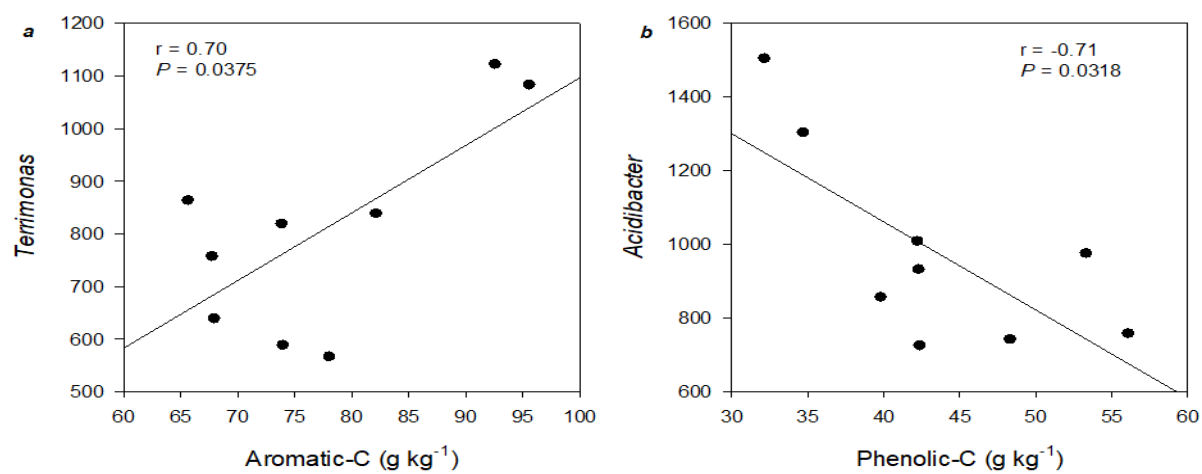 a
r = 0.70
P = 0.0375
1200
1100
1000
900
800
700
600
500
Terrimonas
60 65 70 75 80 85 90 95 100
Aromatic-C (g kg-1)
b
r = -0.71
P = 0.0318
1600
1400
1200
1000
800
600
Acidibacter
30 35 40 45 50 55 60
Phenolic-C (g kg-1)